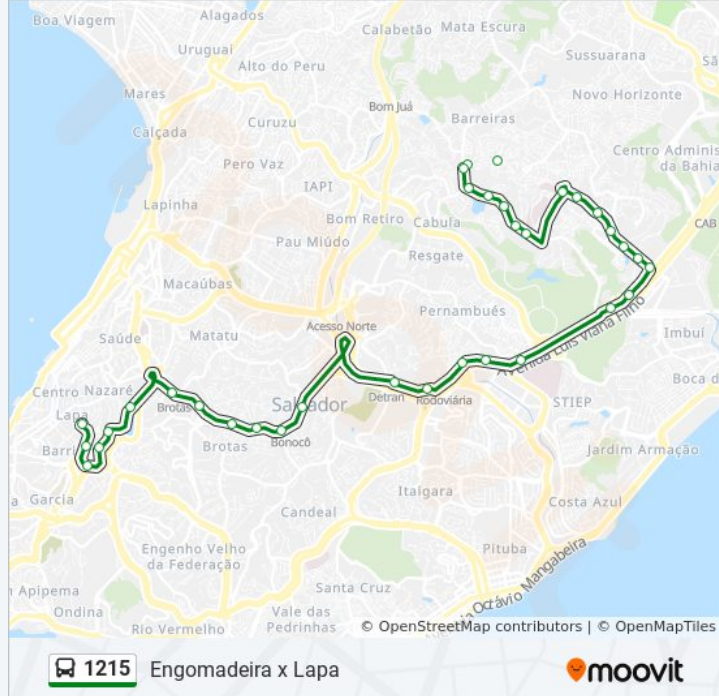 Boa Viagem
Alagados
Calabetão
Mata Escura
Uruguai
Sussuarana
Alto do Peru
Mares
Bom Juá
Novo Horizonte
Calçada
Curuzu
Barreiras
Centro Adminis
da Bahia
Pero Vaz
IAPI
Lapinha
Bom Retiro
Cabula
CAB
Pau Miúdo
Resgate
Macaúbas
Pernambués
Avenida Luís Viana Filho
Acesso Norte
Saúde
Matatu
Imbuí
Centro
Nazaré
Detran
Rodoviária
Boca d
Lapa
Brotas
Salvador
STIEP
Barri
Brotas
Bonocô
Jardim Armação
Garcia
Itaigara
Costa Azul
Candeal
Engenho Velho
da Federação
Pituba
Santa Cruz
Octávio Mangabeira
Apipema
Ondina
Vale das
Pedrinhas
Rio Vermelho
© OpenStreetMap contributors | © OpenMapTiles
1215 Engomadeira x Lapa
moovit